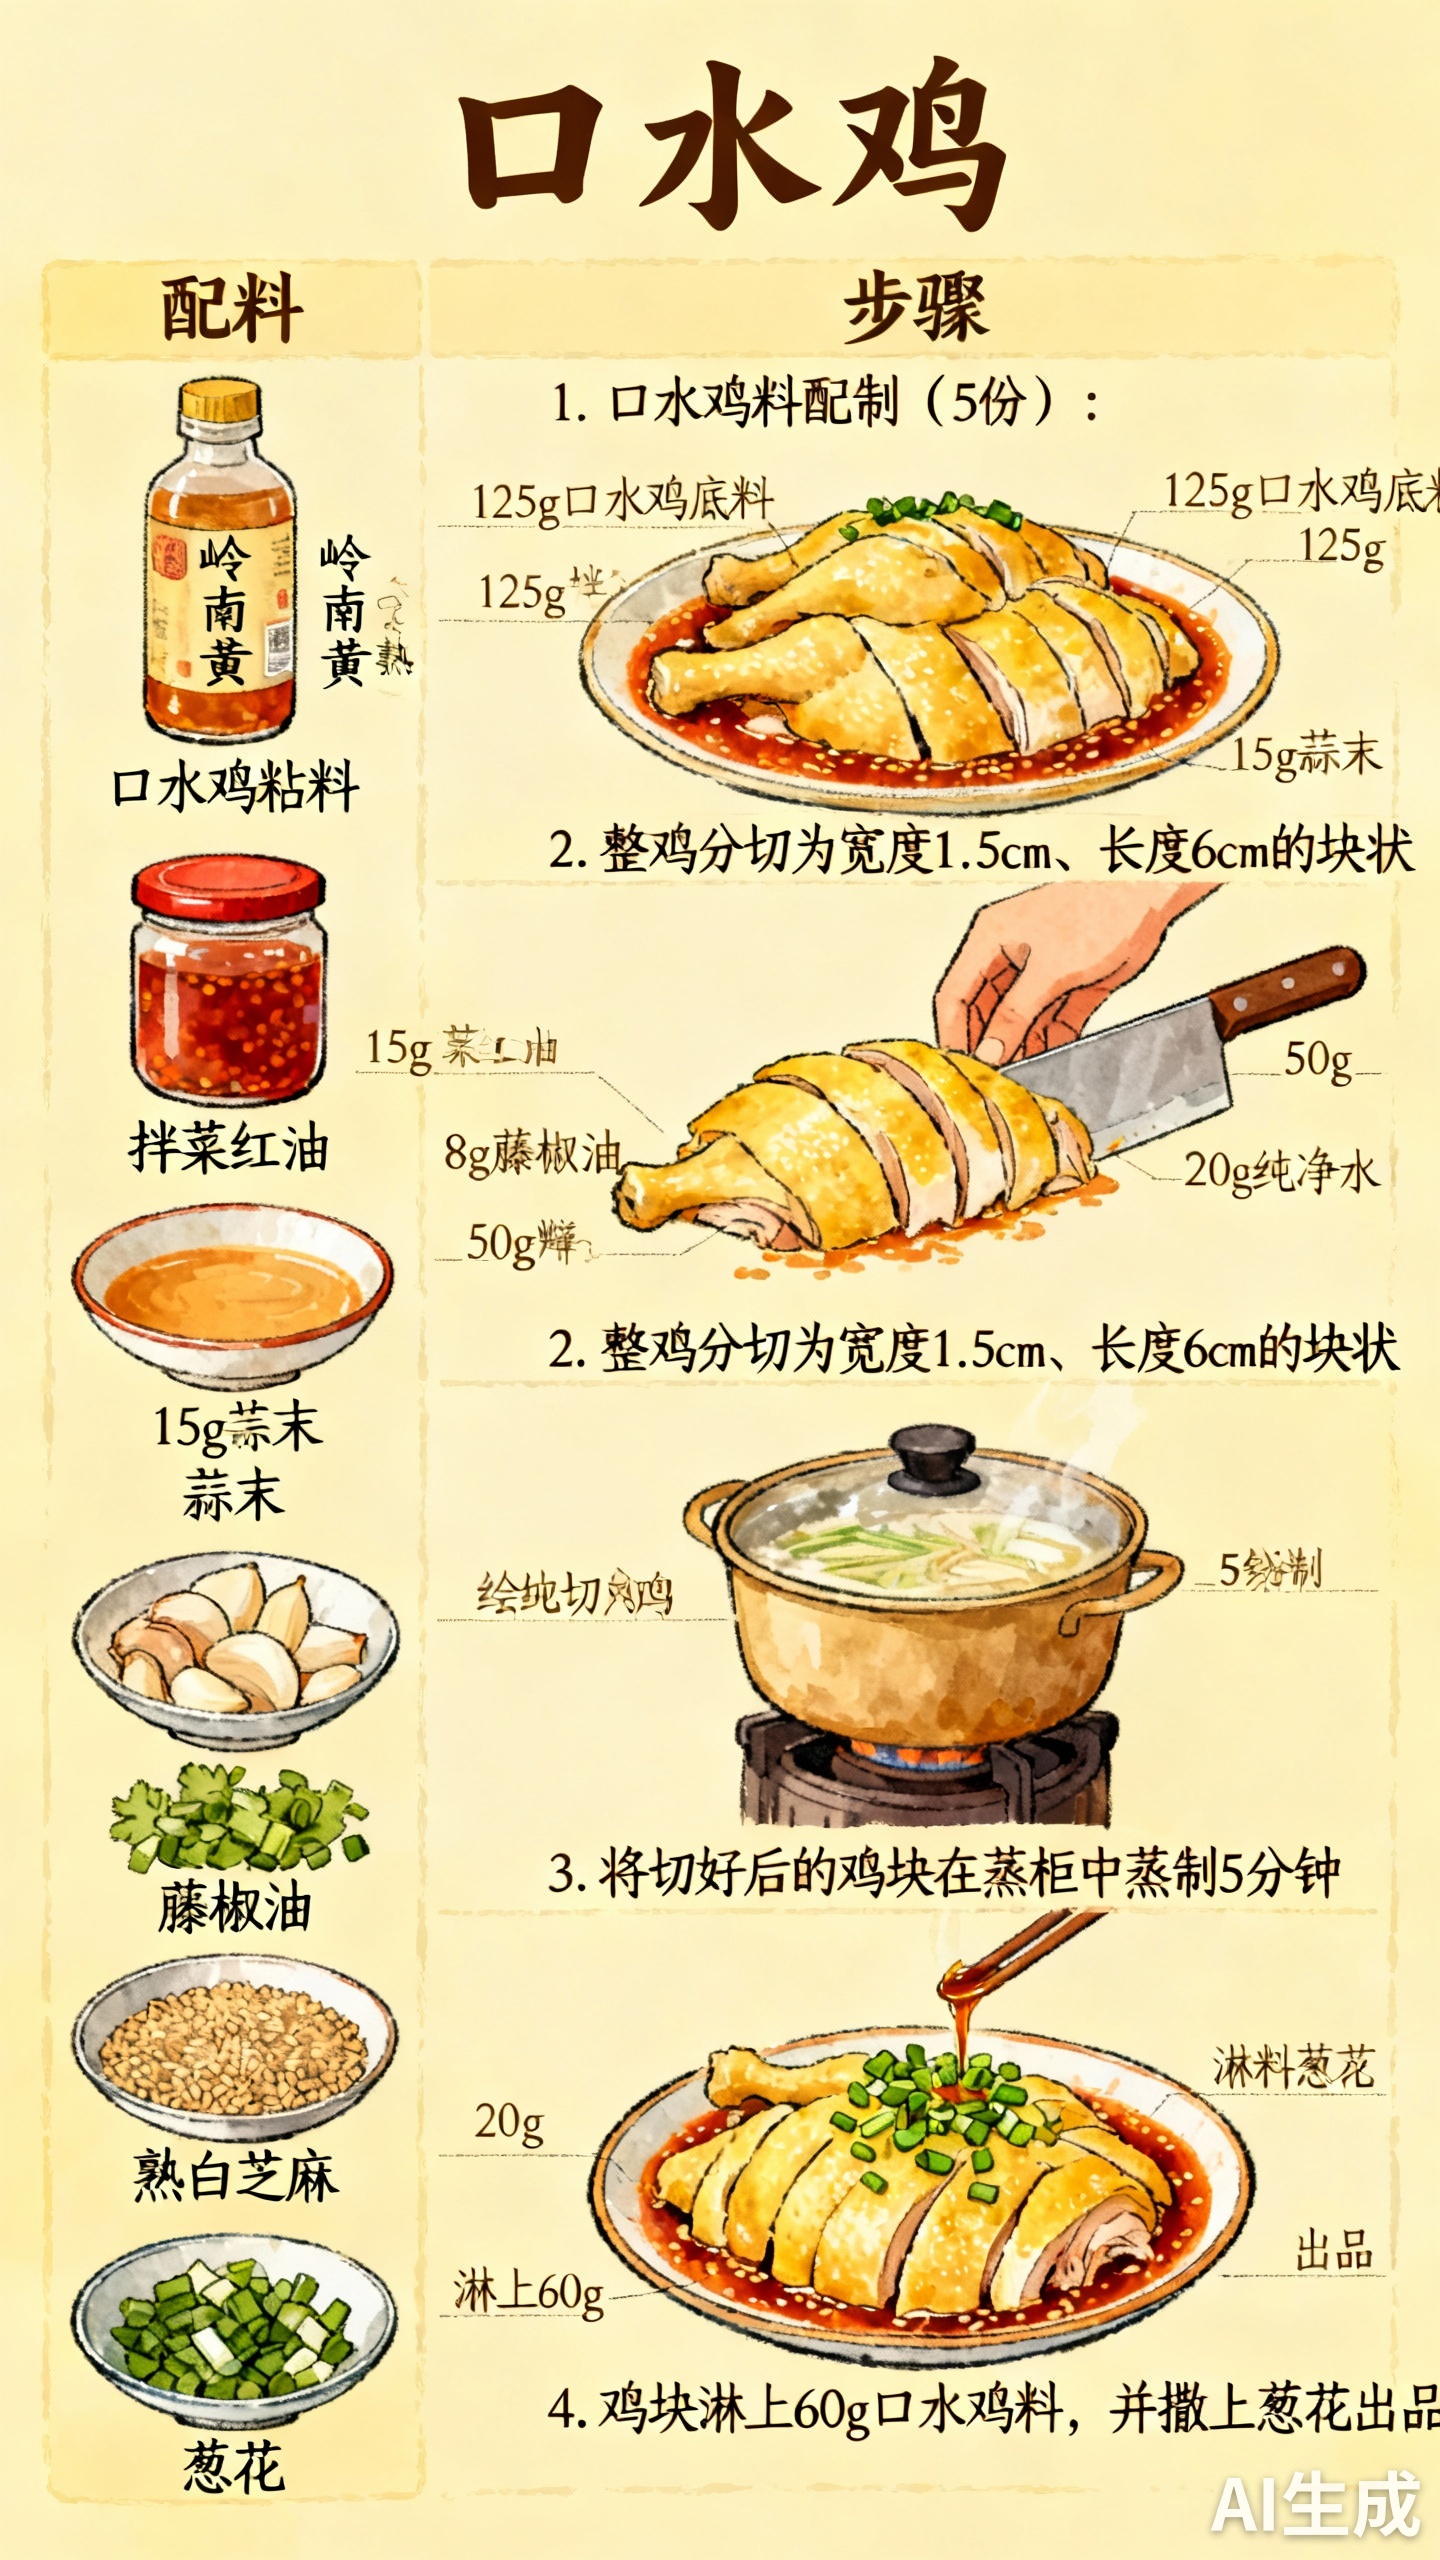 口水鸡
配料
步骤
岭南黄
岭南黄
口水鸡粘料
拌菜红油
15g蒜末
蒜末
藤椒油
熟白芝麻
葱花
1. 口水鸡料配制（5份）：
125g口水鸡底料
125g口水鸡底料
125g
125g
15g蒜末
2. 整鸡分切为宽度1.5cm、长度6cm的块状
15g
油
50g
8g藤椒油
20g纯净水
50g
2. 整鸡分切为宽度1.5cm、长度6cm的块状
切
鸡
5
制
3. 将切好后的鸡块在蒸柜中蒸制5分钟
淋料葱花
20g
出品
淋上60g
4. 鸡块淋上60g口水鸡料，并撒上葱花出品
AI生成